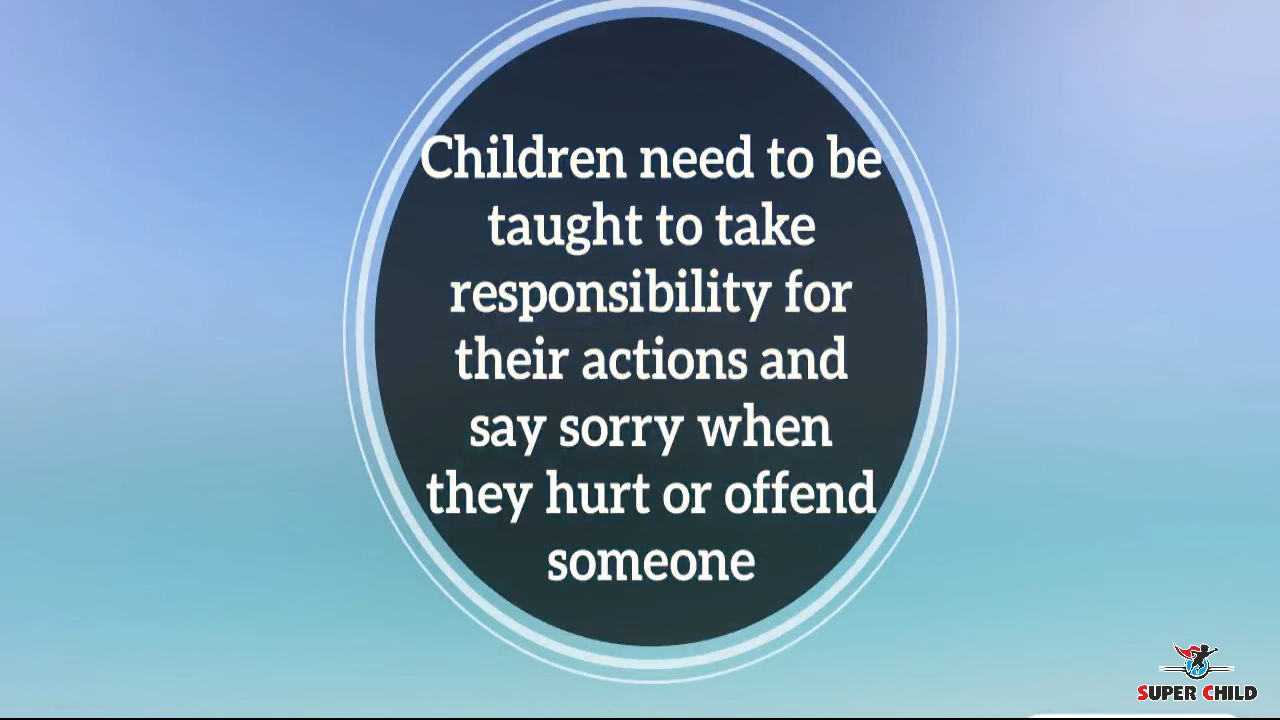 Children need to be
taught to take
responsibility for
their actions and
say sorry when
they hurt or offend
someone
SUPER CHILD